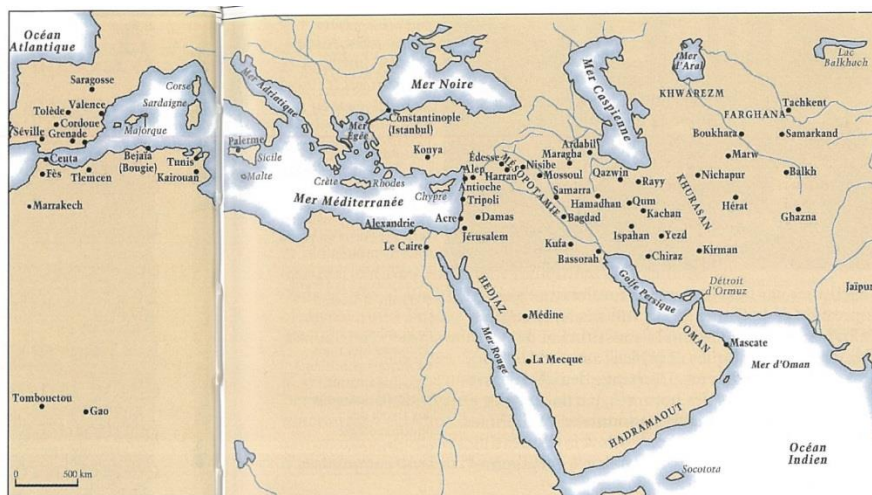 Océan
Atlantique
Saragosse
Corse
Sardaigne
Tolède
Valence
Cordoue
Séville
Grenade
Majorque
Ceuta
Fès
Tlemcen
Bejaïa
(Bougie)
Tunis
Kairouan
Marrakech
Tombouctou
Gao
0
500 km
Mer Adriatique
Mer Noire
Constantinople
(Istanbul)
Mer
Égée
Palerme
Sicile
Malte
Konya
Crète
Rhodes
Chypre
Mer Méditerranée
Alexandrie
Le Caire
Édesse
Alep
Harran
Antioche
Tripoli
Acre
Damas
Jérusalem
MÉSOPOTAMIE
Nisibe
Mossoul
Maragha
Ardabil
Samarra
Bagdad
Kufa
Bassorah
Mer Caspienne
Qazwin
Rayy
Hamadhan
Qum
Kachan
Ispahan
Yezd
Chiraz
Kirman
Mer
d'Aral
Lac
Balkhach
KHWAREZM
FARGHANA
Tachkent
Boukhara
Samarkand
Marw
Nichapur
Balkh
KHURASAN
Hérat
Ghazna
Golfe Persique
Détroit
d'Ormuz
Jaïpur
HEDJAZ
Médine
La Mecque
Mer Rouge
OMAN
Mascate
Mer d'Oman
HADRAMAOUT
Socotora
Océan
Indien